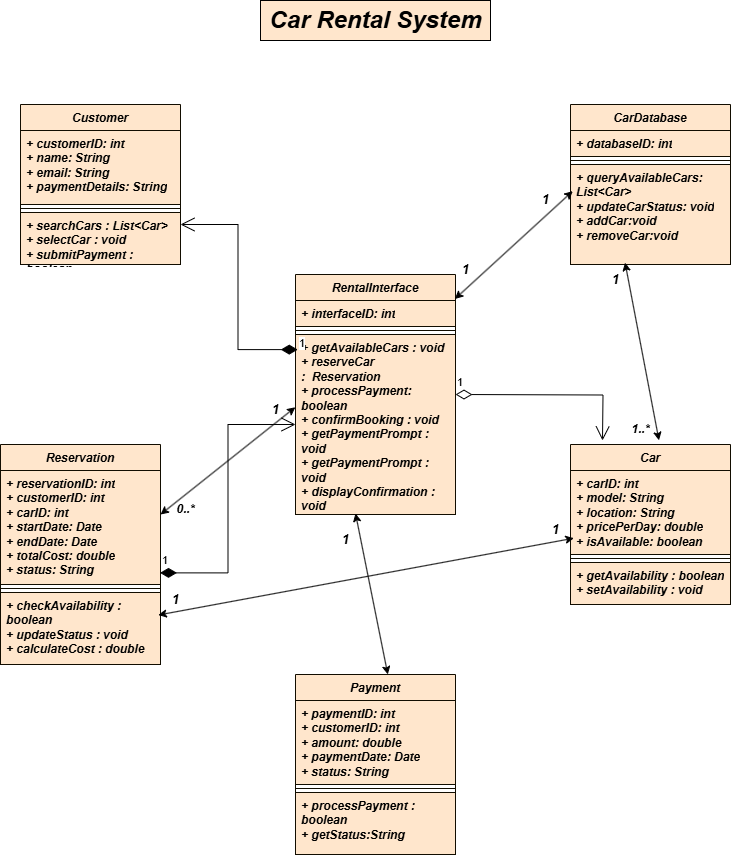 Car Rental System
Customer
+ customerID: int
+ name: String
+ email: String
+ paymentDetails: String
+ searchCars : List<Car>
+ selectCar : void
+ submitPayment :
boolean
CarDatabase
+ databaseID: int
+ queryAvailableCars:
List<Car>
+ updateCarStatus: void
+ addCar:void
+ removeCar:void
1
1
1
RentalInterface
+ interfaceID: int
1
+ getAvailableCars : void
+ reserveCar
: Reservation
+ processPayment:
boolean
+ confirmBooking : void
+ getPaymentPrompt :
void
+ getPaymentPrompt :
void
+ displayConfirmation :
void
1
1
0..*
1..*
Reservation
+ reservationID: int
+ customerID: int
+ carID: int
+ startDate: Date
+ endDate: Date
+ totalCost: double
+ status: String
+ checkAvailability :
boolean
+ updateStatus : void
+ calculateCost : double
1
1
1
1
Car
+ carID: int
+ model: String
+ location: String
+ pricePerDay: double
+ isAvailable: boolean
+ getAvailability : boolean
+ setAvailability : void
Payment
+ paymentID: int
+ customerID: int
+ amount: double
+ paymentDate: Date
+ status: String
+ processPayment :
boolean
+ getStatus:String